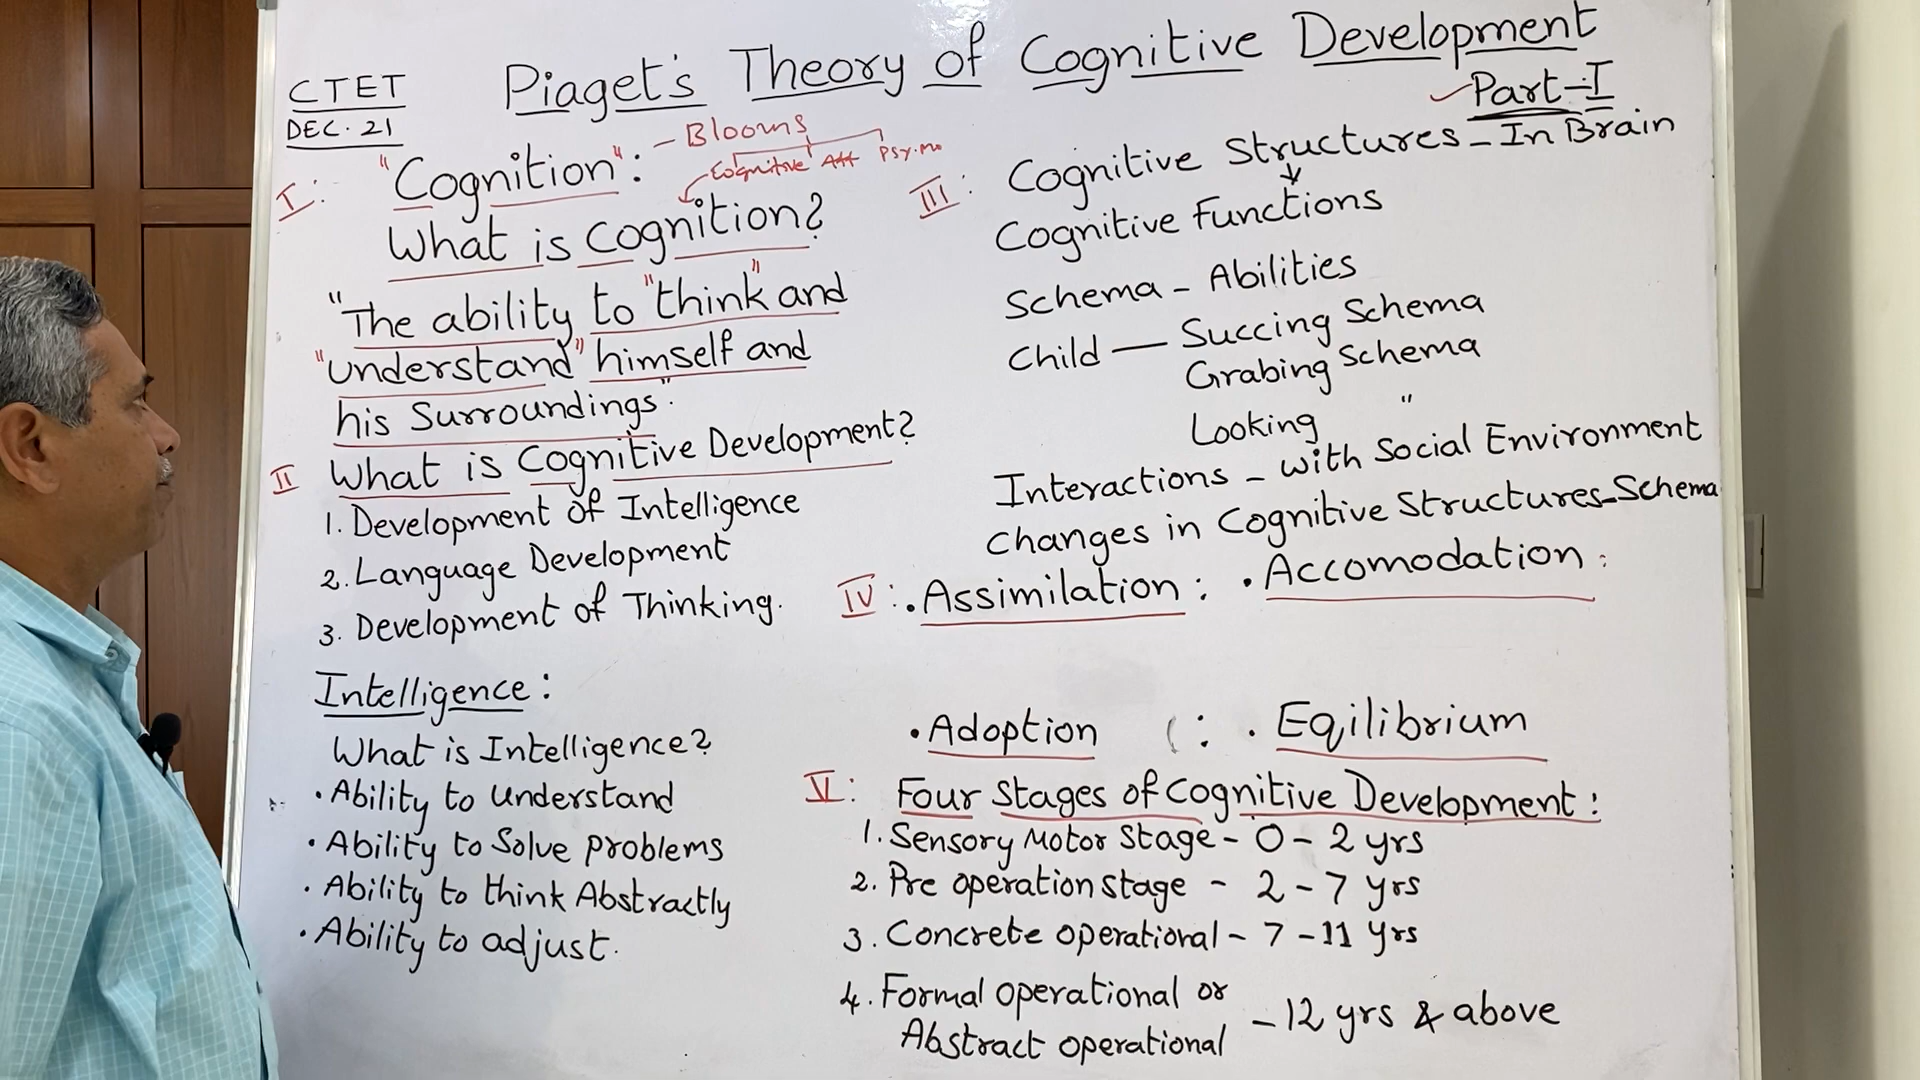 Piaget's Theory of Cognitive Development
CTET
DEC. 21
Part-I
I: "Cognition": - Blooms
Cognitive Aff Psy.Mo
What is Cognition?
"The ability to "think" and
"understand" himself and
his Surroundings".
II What is Cognitive Development?
1. Development of Intelligence
2. Language Development
3. Development of Thinking.
Intelligence:
What is Intelligence?
• Ability to understand
• Ability to Solve problems
• Ability to think Abstractly
• Ability to adjust.
III: Cognitive Structures - In Brain
↓
Cognitive Functions
Schema - Abilities
Child — Succing Schema
Grabing Schema
Looking "
Interactions - with Social Environment
changes in Cognitive Structures-Schema
IV: • Assimilation: • Accomodation:
• Adoption (: • Eqilibrium
V: Four Stages of Cognitive Development:
1. Sensory Motor Stage - 0 - 2 yrs
2. Pre operation stage - 2 - 7 yrs
3. Concrete operational - 7 - 11 yrs
4. Formal operational or
Abstract operational - 12 yrs & above